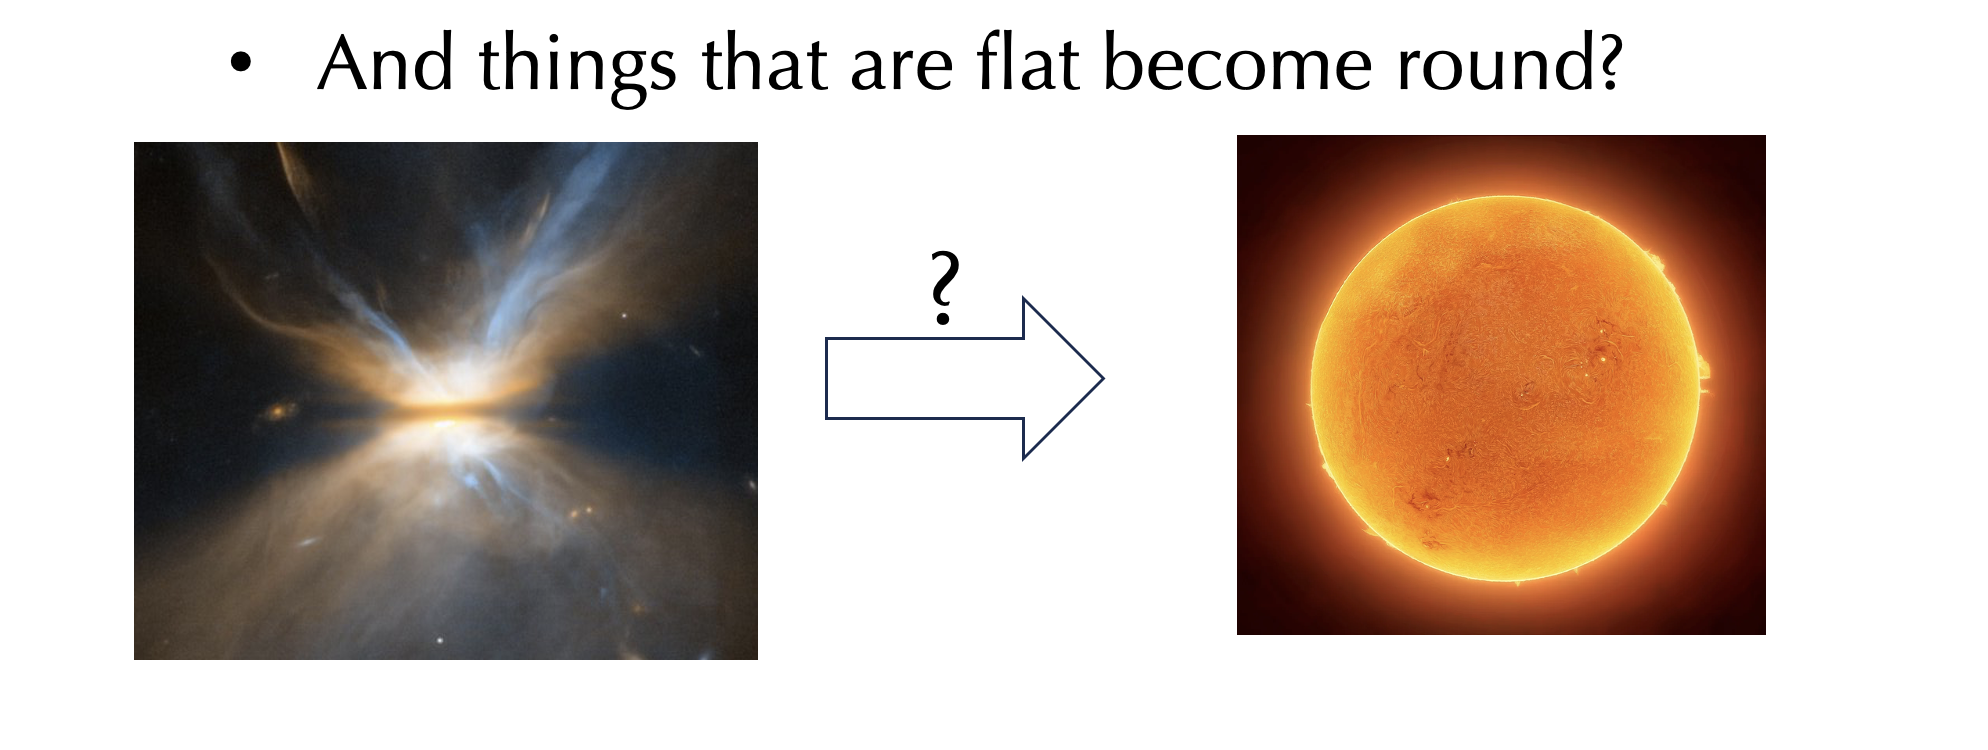 • And things that are flat become round?
?